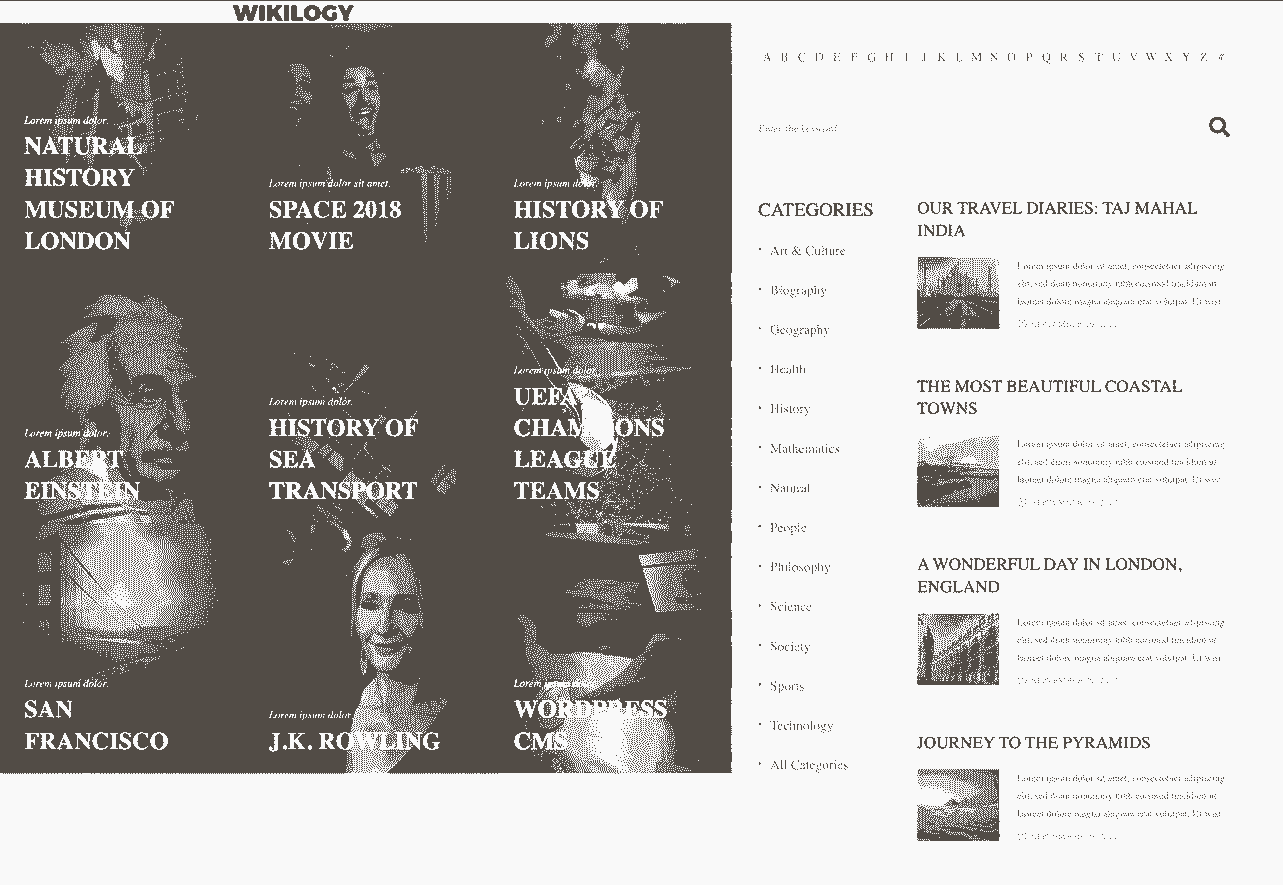 WIKILOGY
Lorem ipsum dolor.
NATURAL
HISTORY
MUSEUM OF
LONDON
Lorem ipsum dolor sit amet.
SPACE 2018
MOVIE
Lorem ipsum dolor.
HISTORY OF
LIONS
Lorem ipsum dolor.
ALBERT
EINSTEIN
Lorem ipsum dolor.
HISTORY OF
SEA
TRANSPORT
Lorem ipsum dolor.
UEFA
CHAMPIONS
LEAGUE
TEAMS
Lorem ipsum dolor.
SAN
FRANCISCO
Lorem ipsum dolor.
J.K. ROWLING
Lorem ipsum dolor.
WORDPRESS
CMS
A B C D E F G H I J K L M N O P Q R S T U V W X Y Z #
Enter the keyword
CATEGORIES
Art & Culture
Biography
Geography
Health
History
Mathematics
Natural
People
Philosophy
Science
Society
Sports
Technology
All Categories
OUR TRAVEL DIARIES: TAJ MAHAL
INDIA
Lorem ipsum dolor sit amet, consectetuer adipiscing
elit, sed diam nonummy nibh euismod tincidunt ut
laoreet dolore magna aliquam erat volutpat. Ut wisi
THE MOST BEAUTIFUL COASTAL
TOWNS
Lorem ipsum dolor sit amet, consectetuer adipiscing
elit, sed diam nonummy nibh euismod tincidunt ut
laoreet dolore magna aliquam erat volutpat. Ut wisi
A WONDERFUL DAY IN LONDON,
ENGLAND
Lorem ipsum dolor sit amet, consectetuer adipiscing
elit, sed diam nonummy nibh euismod tincidunt ut
laoreet dolore magna aliquam erat volutpat. Ut wisi
JOURNEY TO THE PYRAMIDS
Lorem ipsum dolor sit amet, consectetuer adipiscing
elit, sed diam nonummy nibh euismod tincidunt ut
laoreet dolore magna aliquam erat volutpat. Ut wisi